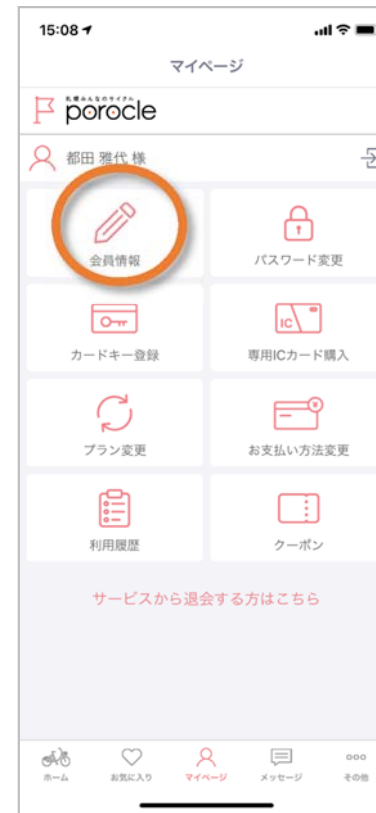 15:08
マイページ
札幌みんなのサイクル
porocle
都田 雅代 様
会員情報
パスワード変更
カードキー登録
IC
専用ICカード購入
プラン変更
お支払い方法変更
利用履歴
クーポン
サービスから退会する方はこちら
ホーム
お気に入り
マイページ
メッセージ
その他